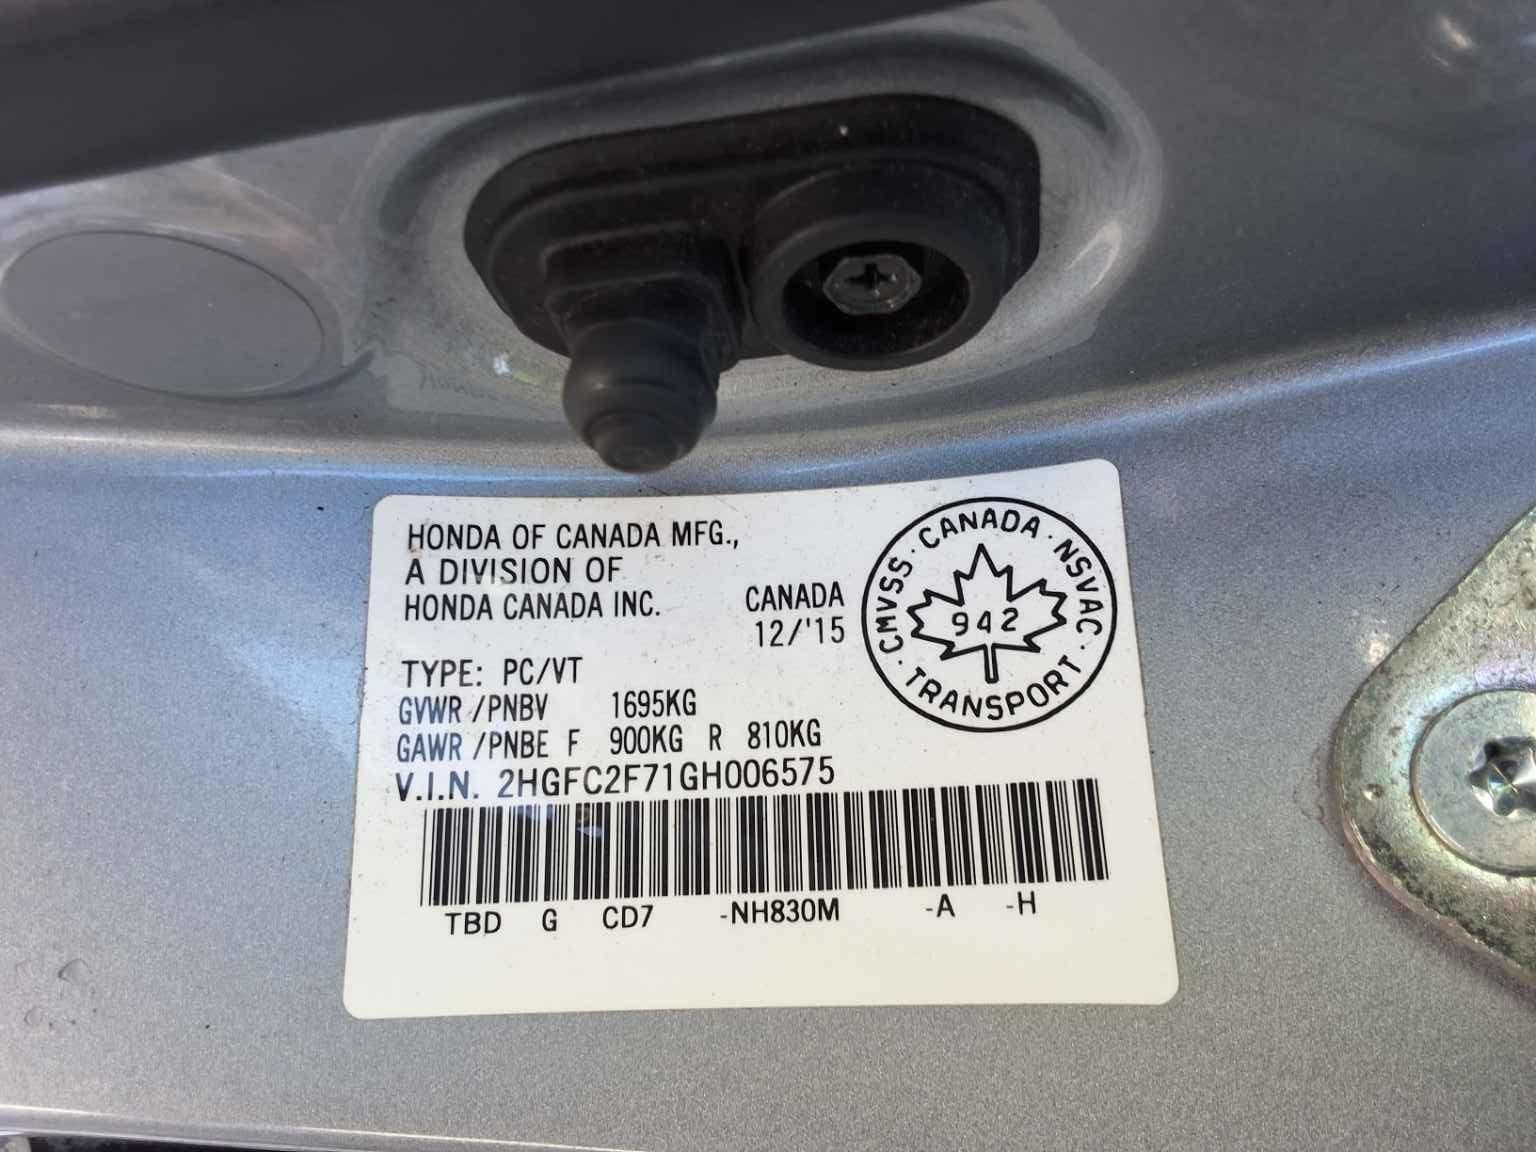 HONDA OF CANADA MFG.,
A DIVISION OF
HONDA CANADA INC.
CANADA
12/'15
CMVSS · CANADA · NSVAC · TRANSPORT ·
942
TYPE: PC/VT
GVWR /PNBV 1695KG
GAWR /PNBE F 900KG R 810KG
V.I.N. 2HGFC2F71GH006575
TBD G CD7 -NH830M -A -H